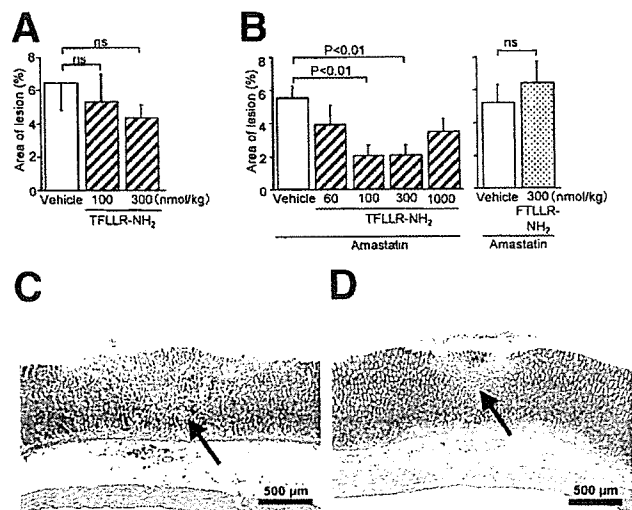 A
ns
ns
Area of lesion (%)
8
6
4
2
0
Vehicle
100
300(nmol/kg)
TFLLR-NH2
B
P<0.01
P<0.01
ns
Area of lesion (%)
8
6
4
2
0
Vehicle
60
100
300
1000
TFLLR-NH2
Amastatin
Vehicle
300(nmol/kg)
FTLLR-
NH2
Amastatin
C
500 µm
D
500 µm